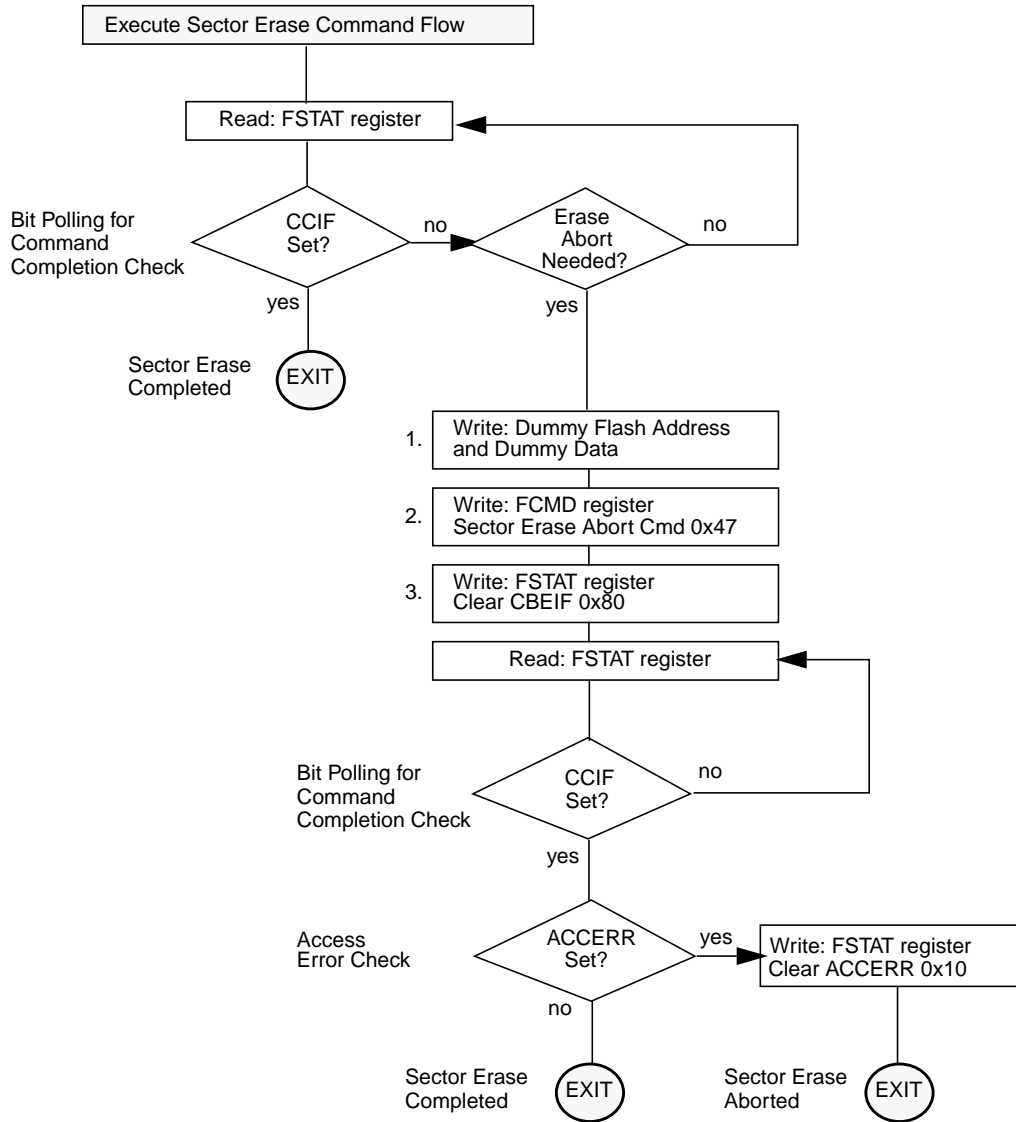 Execute Sector Erase Command Flow
Read: FSTAT register
Bit Polling for
Command
Completion Check
CCIF
Set?
no
Erase
Abort
Needed?
no
yes
yes
Sector Erase
Completed
EXIT
1.
Write: Dummy Flash Address
and Dummy Data
2.
Write: FCMD register
Sector Erase Abort Cmd 0x47
3.
Write: FSTAT register
Clear CBEIF 0x80
Read: FSTAT register
Bit Polling for
Command
Completion Check
CCIF
Set?
no
yes
Access
Error Check
ACCERR
Set?
yes
Write: FSTAT register
Clear ACCERR 0x10
no
Sector Erase
Completed
EXIT
Sector Erase
Aborted
EXIT